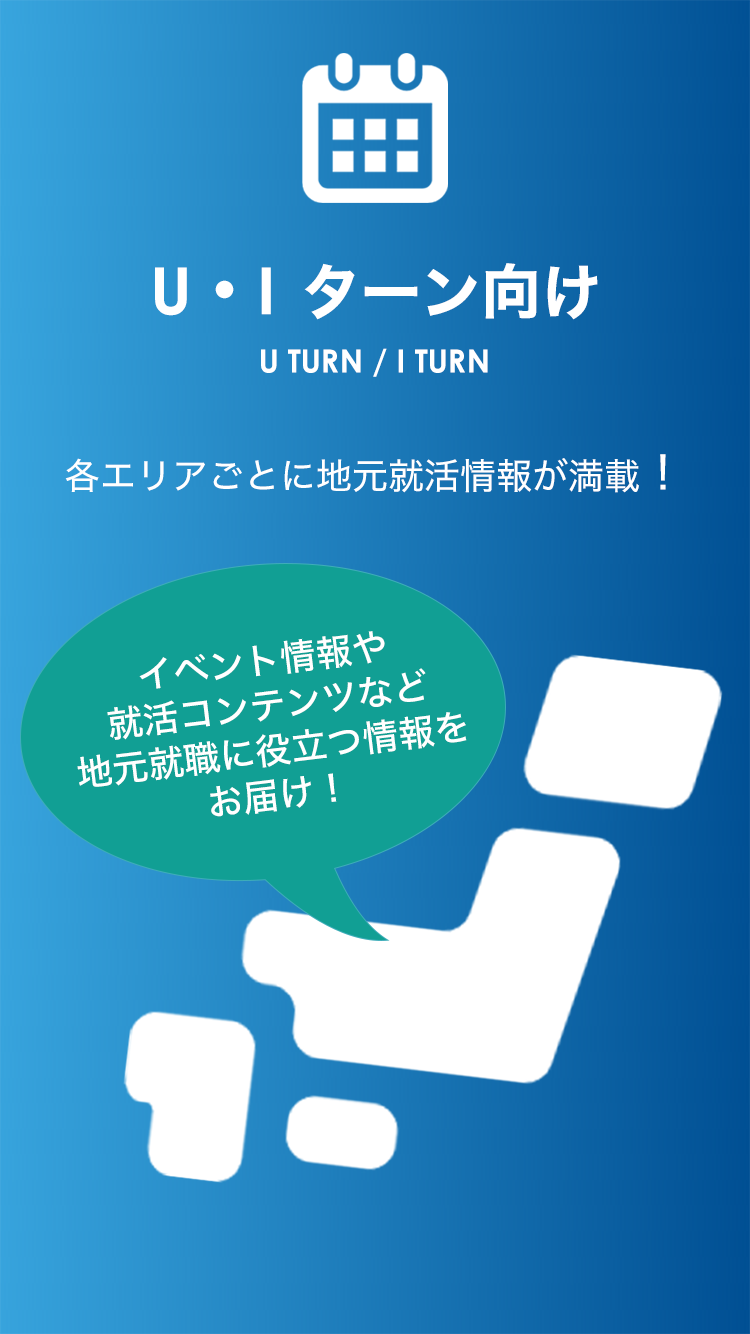 U・I ターン向け
U TURN / I TURN
各エリアごとに地元就活情報が満載！
イベント情報や
就活コンテンツなど
地元就職に役立つ情報を
お届け！